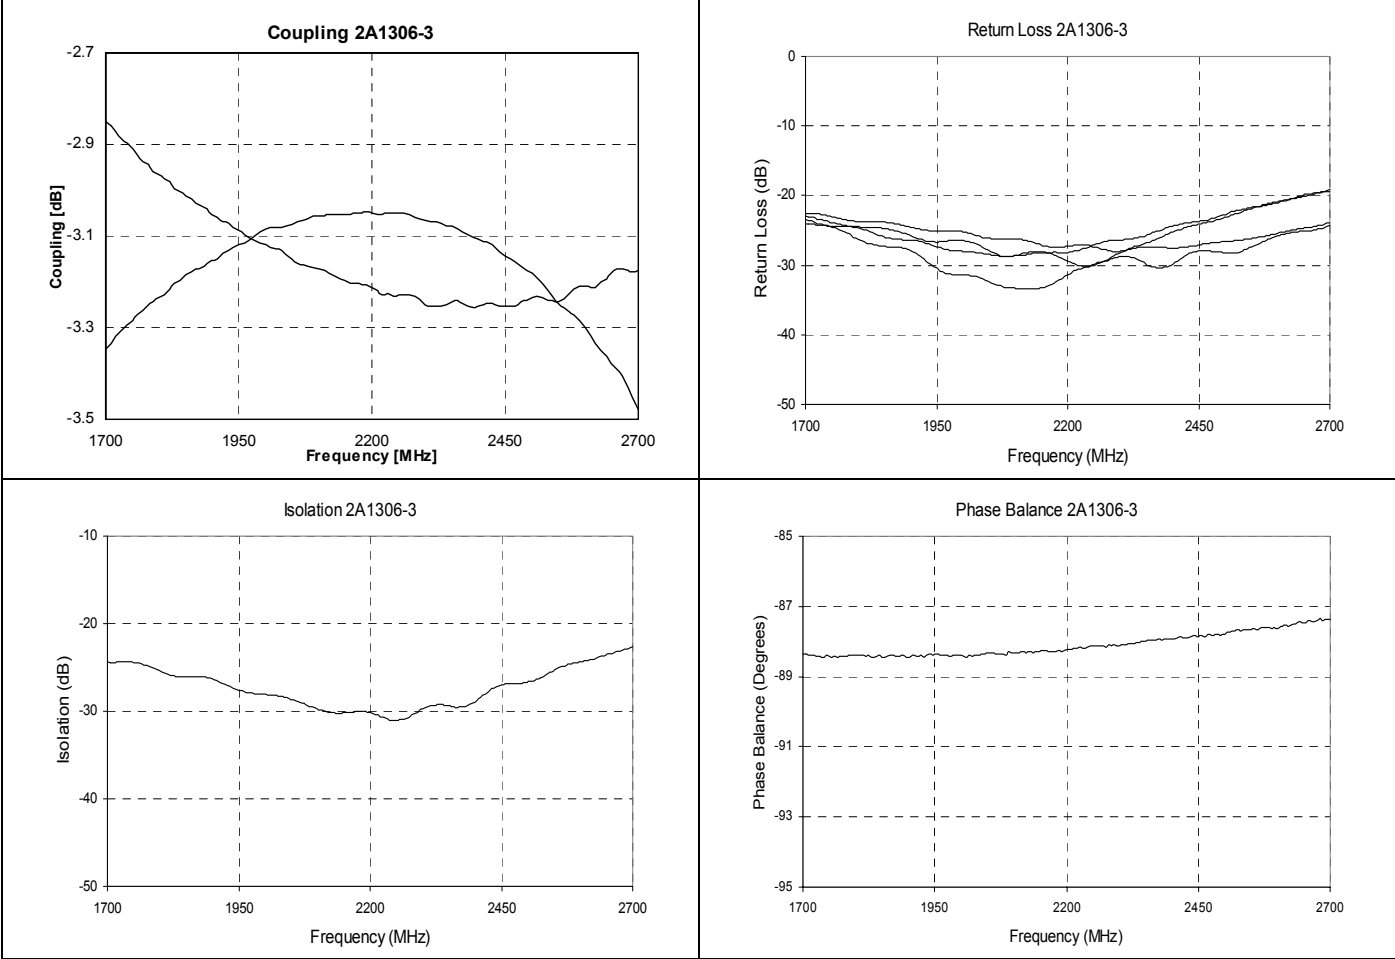 Coupling 2A1306-3
-2.7
-2.9
-3.1
-3.3
-3.5
Coupling [dB]
1700 1950 2200 2450 2700
Frequency [MHz]
Return Loss 2A1306-3
0
-10
-20
-30
-40
-50
Return Loss (dB)
1700 1950 2200 2450 2700
Frequency (MHz)
Isolation 2A1306-3
-10
-20
-30
-40
-50
Isolation (dB)
1700 1950 2200 2450 2700
Frequency (MHz)
Phase Balance 2A1306-3
-85
-87
-89
-91
-93
-95
Phase Balance (Degrees)
1700 1950 2200 2450 2700
Frequency (MHz)